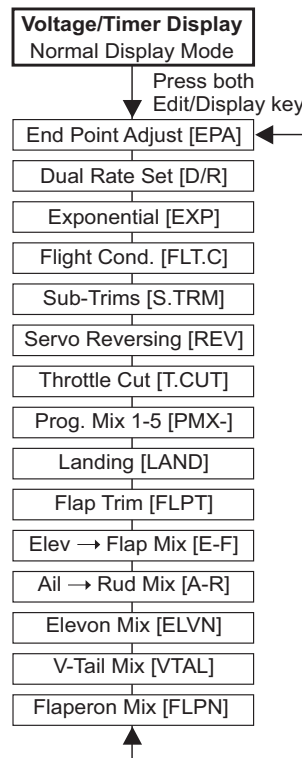 Voltage/Timer Display
Normal Display Mode
Press both
Edit/Display key
End Point Adjust [EPA]
Dual Rate Set [D/R]
Exponential [EXP]
Flight Cond. [FLT.C]
Sub-Trims [S.TRM]
Servo Reversing [REV]
Throttle Cut [T.CUT]
Prog. Mix 1-5 [PMX-]
Landing [LAND]
Flap Trim [FLPT]
Elev → Flap Mix [E-F]
Ail → Rud Mix [A-R]
Elevon Mix [ELVN]
V-Tail Mix [VTAL]
Flaperon Mix [FLPN]